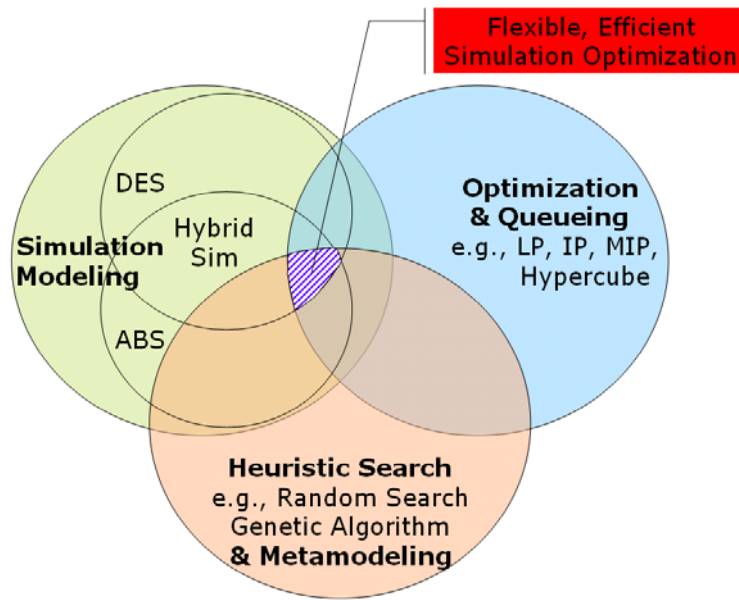 Flexible, Efficient
Simulation Optimization
DES
Optimization
& Queueing
e.g., LP, IP, MIP,
Hypercube
Simulation
Modeling
Hybrid
Sim
ABS
Heuristic Search
e.g., Random Search
Genetic Algorithm
& Metamodeling